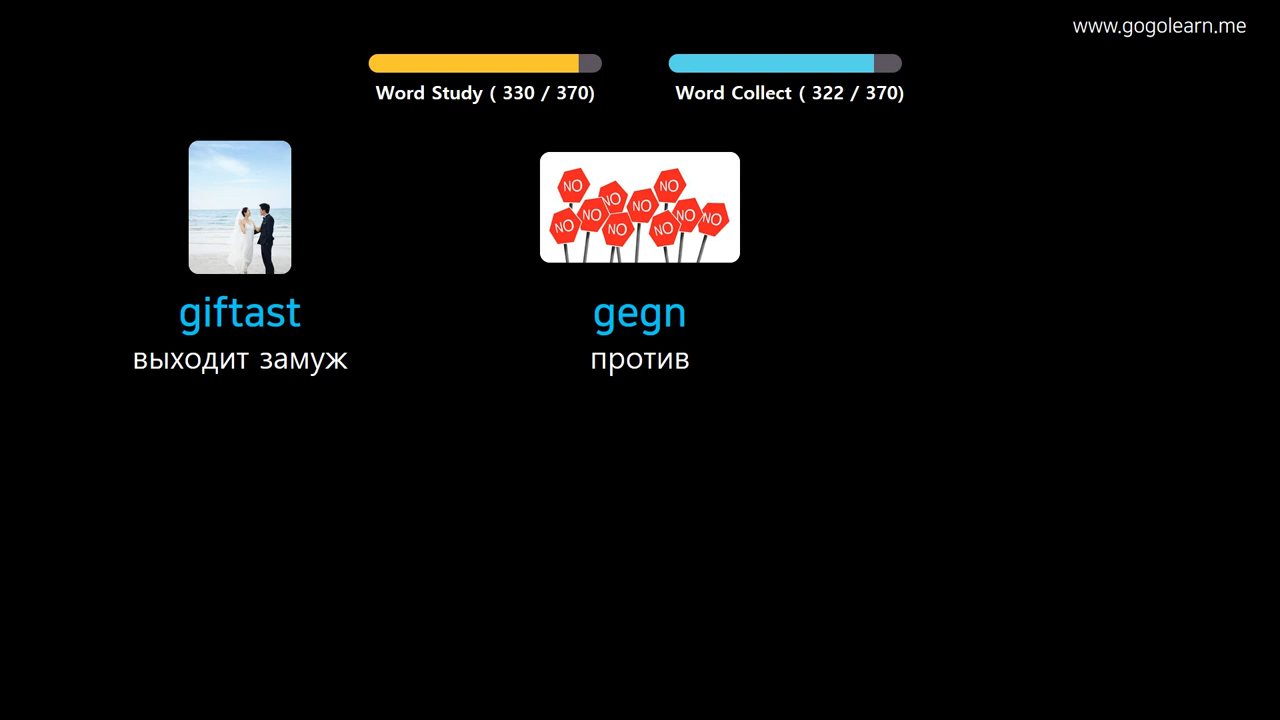 www.gogolearn.me
Word Study ( 330 / 370)
Word Collect ( 322 / 370)
NO
NO
NO
NO
NO
NO
NO
NO
NO
NO
giftast
gegn
выходит замуж
против